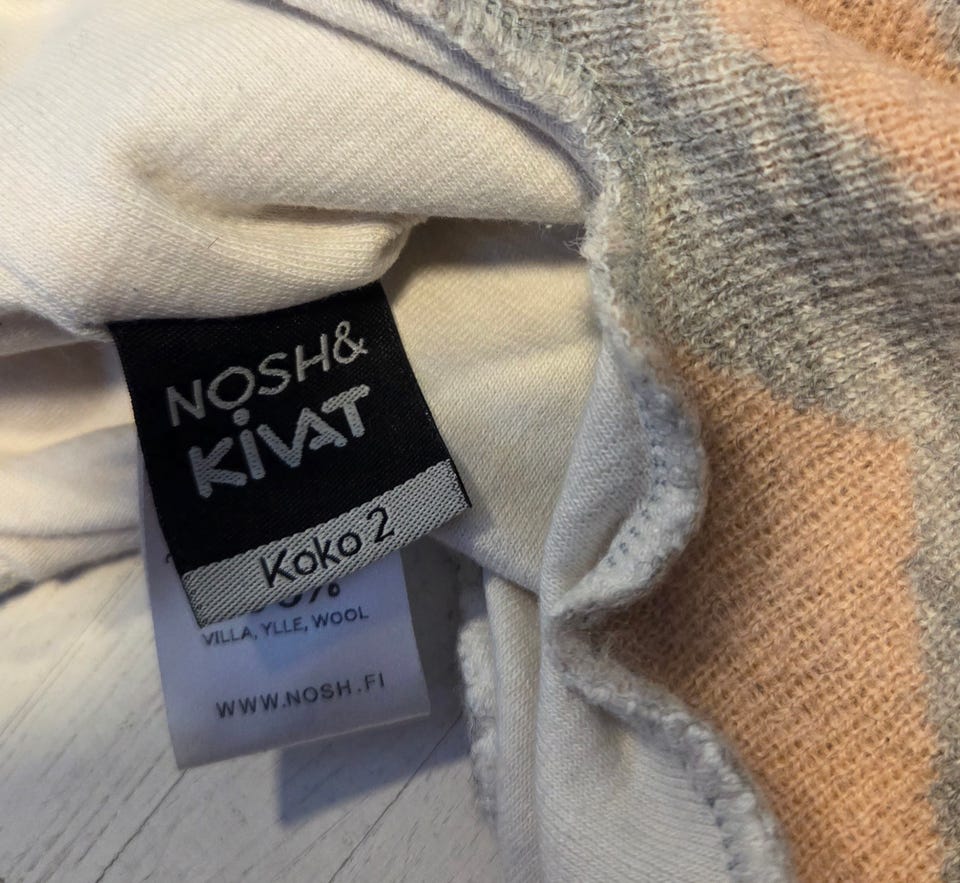 NOSH&
KiVAT
Koko 2
VILLA, YLLE, WOOL
WWW.NOSH.FI